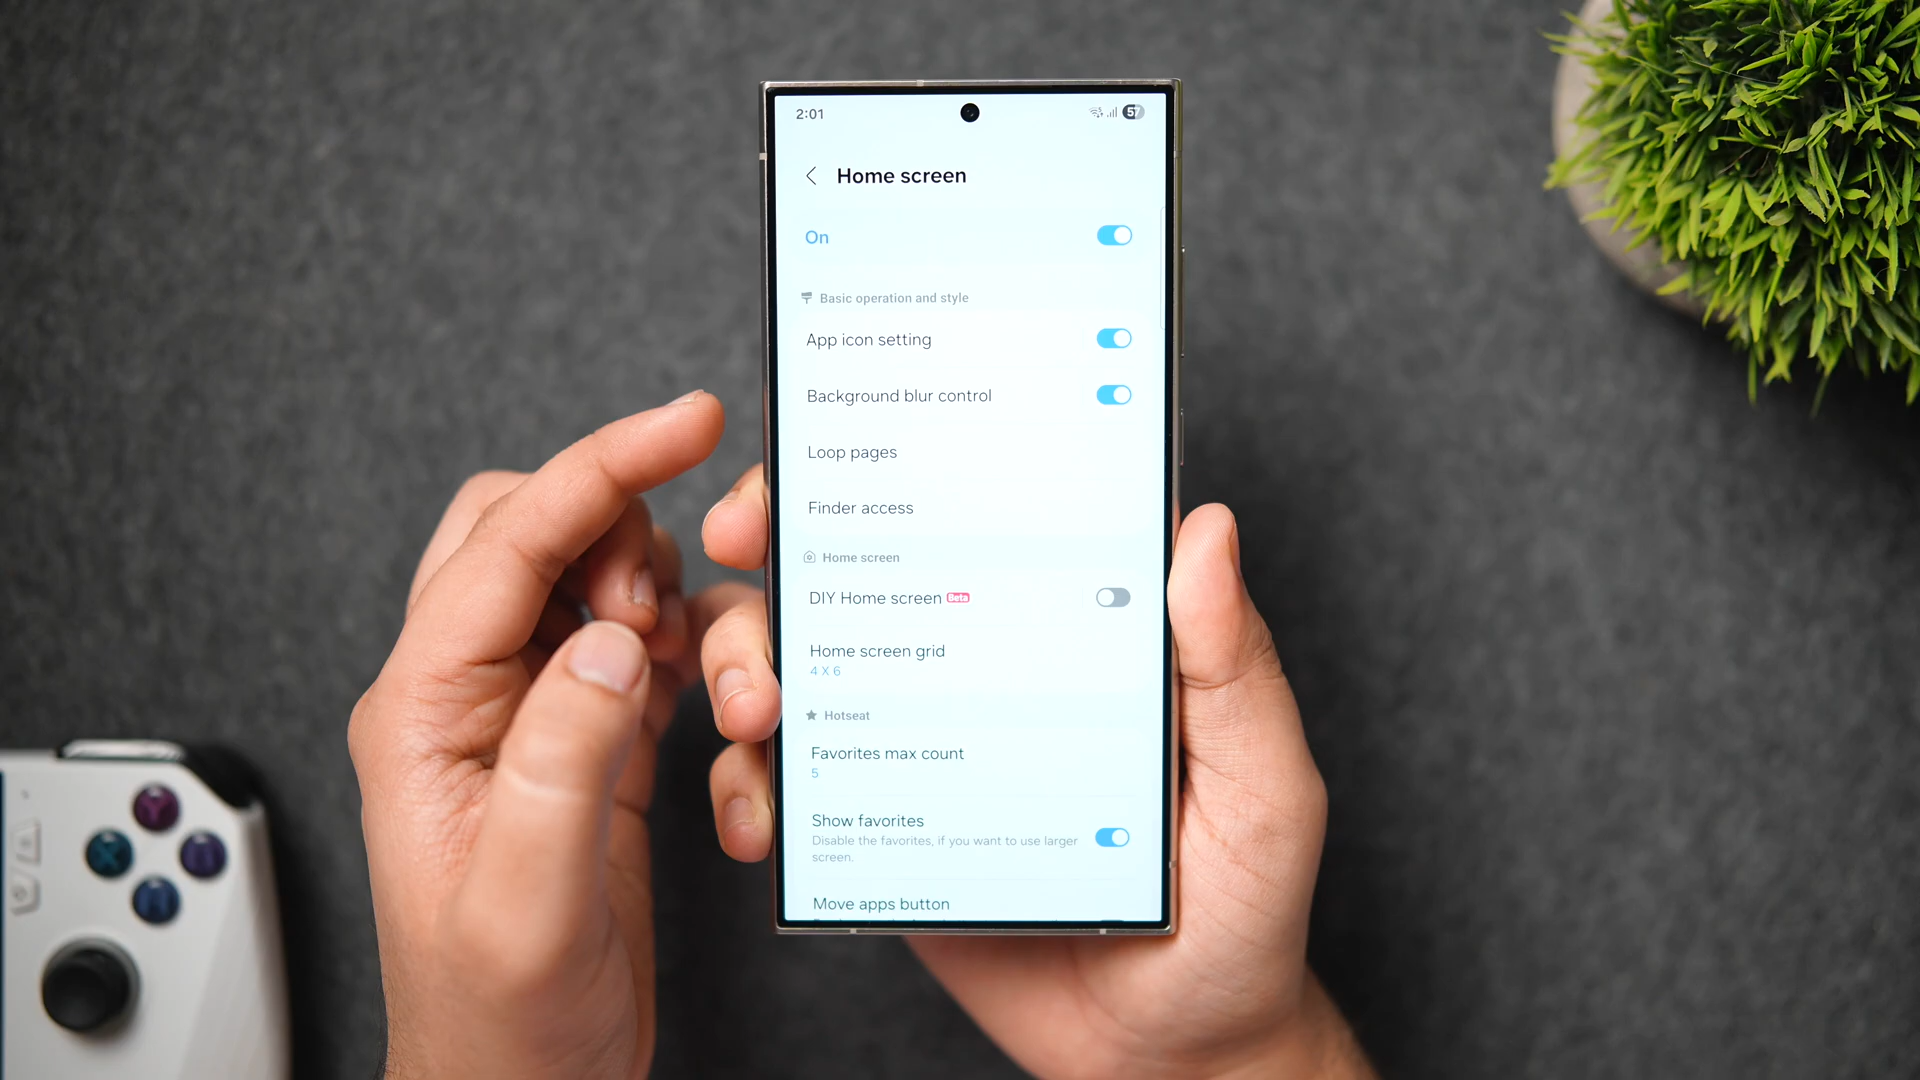 2:01
57
Home screen
On
Basic operation and style
App icon setting
Background blur control
Loop pages
Finder access
Home screen
DIY Home screen Beta
Home screen grid
4 X 6
Hotseat
Favorites max count
5
Show favorites
Disable the favorites, if you want to use larger
screen.
Move apps button
Y
X